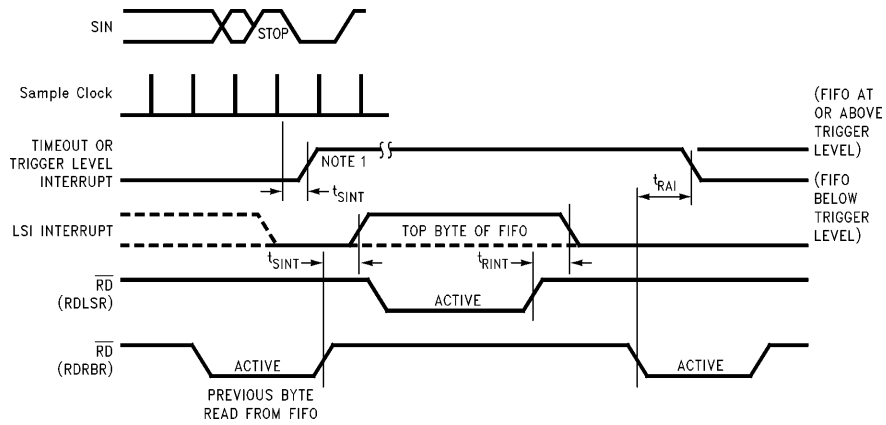 SIN
STOP
Sample Clock
(FIFO AT
OR ABOVE
TRIGGER
LEVEL)
TIMEOUT OR
TRIGGER LEVEL
INTERRUPT
NOTE 1
tSINT
tRAI
(FIFO
BELOW
TRIGGER
LEVEL)
LSI INTERRUPT
TOP BYTE OF FIFO
tSINT
tRINT
RD
(RDLSR)
ACTIVE
RD
(RDRBR)
ACTIVE
ACTIVE
PREVIOUS BYTE
READ FROM FIFO